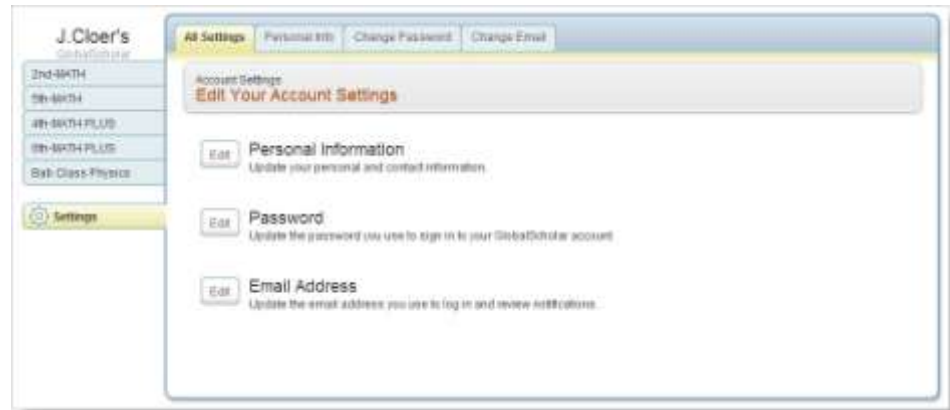 J.Cloer's
GlobalScholar
2nd-MATH
5th-MATH
4th-MATH PLUS
6th-MATH PLUS
Class Physics
Settings
All Settings
Personal Info
Change Password
Change Email
Account Settings
Edit Your Account Settings
Edit
Personal Information
Update your personal and contact information.
Edit
Password
Update the password you use to sign in to your GlobalScholar account
Edit
Email Address
Update the email address you use to log in and review notifications.